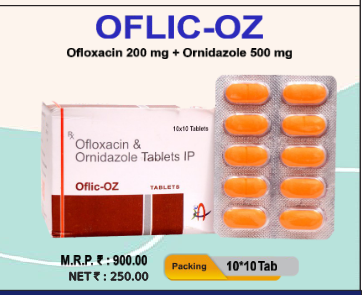 OFLIC-OZ
Ofloxacin 200 mg + Ornidazole 500 mg
10x10 Tablets
Rx
Ofloxacin &
Ornidazole Tablets IP
Oflic-OZ TABLETS
M.R.P. ₹ : 900.00
NET ₹ : 250.00
Packing 10*10 Tab